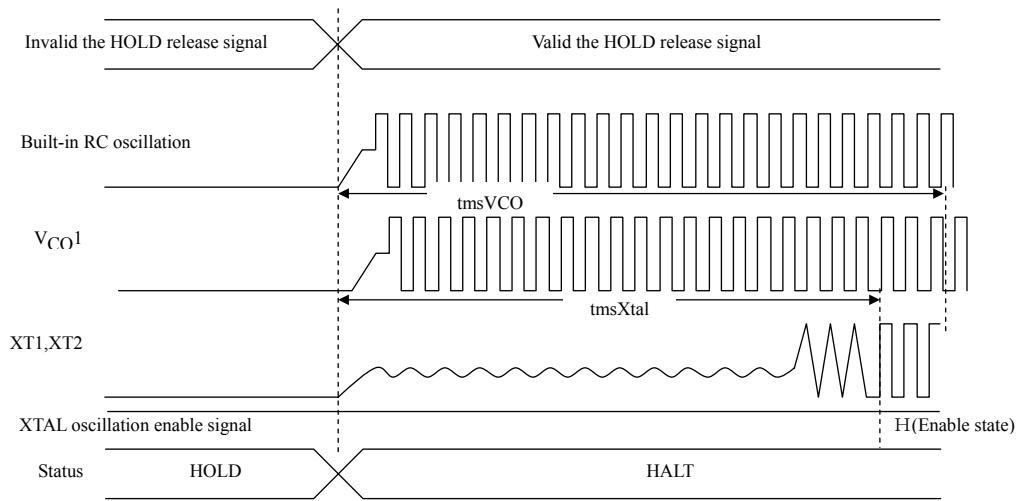 Invalid the HOLD release signal
Valid the HOLD release signal
Built-in RC oscillation
tmsVCO
VCO1
tmsXtal
XT1,XT2
XTAL oscillation enable signal
H(Enable state)
Status
HOLD
HALT